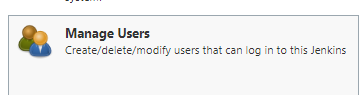 Manage Users
Create/delete/modify users that can log in to this Jenkins